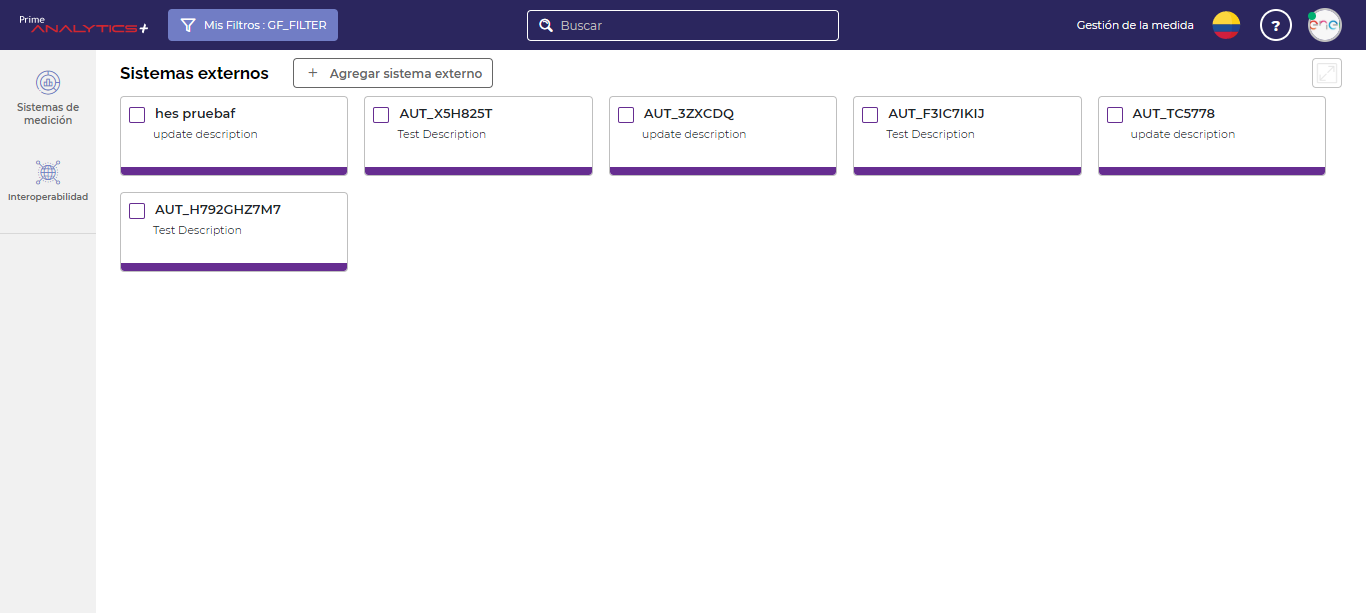 Prime
ANALYTICS+
Mis Filtros : GF_FILTER
Buscar
Gestión de la medida
?
ene
Sistemas de
medición
Interoperabilidad
Sistemas externos
+ Agregar sistema externo
hes pruebaf
update description
AUT_X5H825T
Test Description
AUT_3ZXCDQ
update description
AUT_F3IC7IKIJ
Test Description
AUT_TC5778
update description
AUT_H792GHZ7M7
Test Description